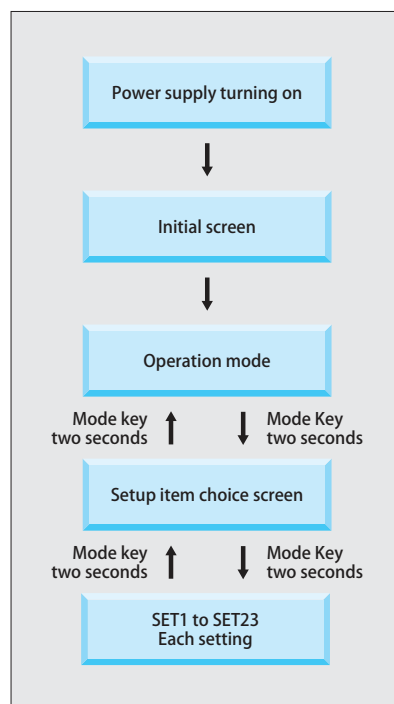 Power supply turning on
Initial screen
Operation mode
Mode key
two seconds
Mode Key
two seconds
Setup item choice screen
Mode key
two seconds
Mode Key
two seconds
SET1 to SET23
Each setting